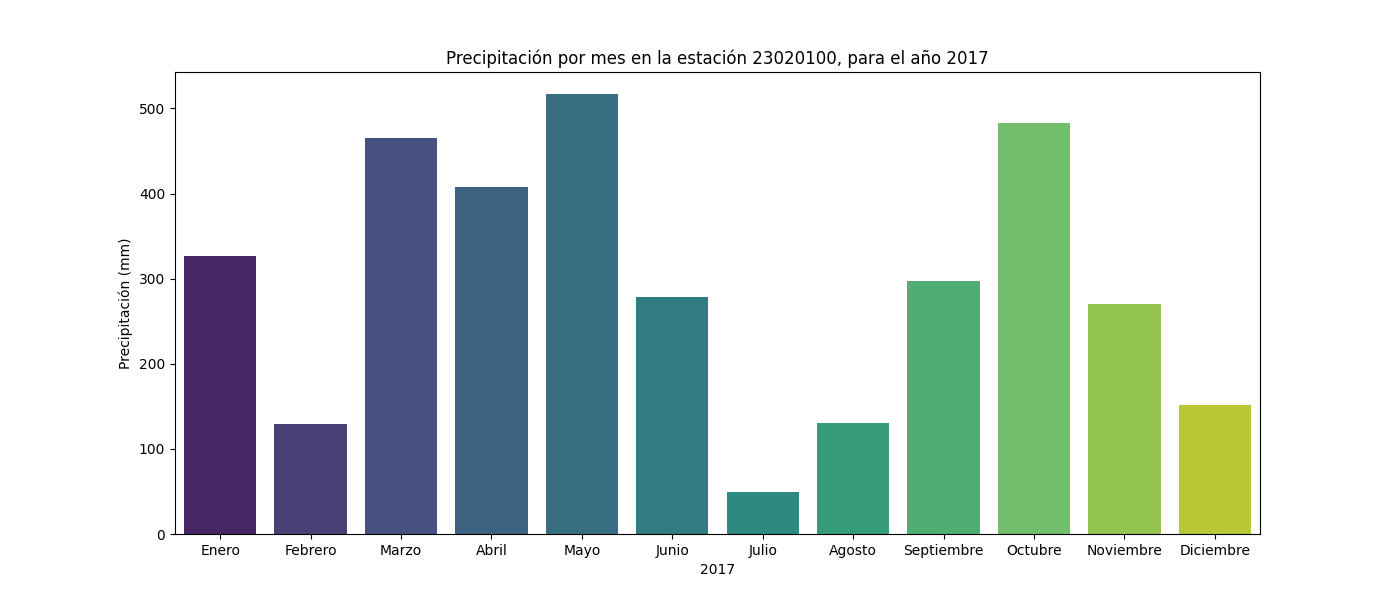 Precipitación por mes en la estación 23020100, para el año 2017
Precipitación (mm)
500
400
300
200
100
0
Enero Febrero Marzo Abril Mayo Junio Julio Agosto Septiembre Octubre Noviembre Diciembre
2017